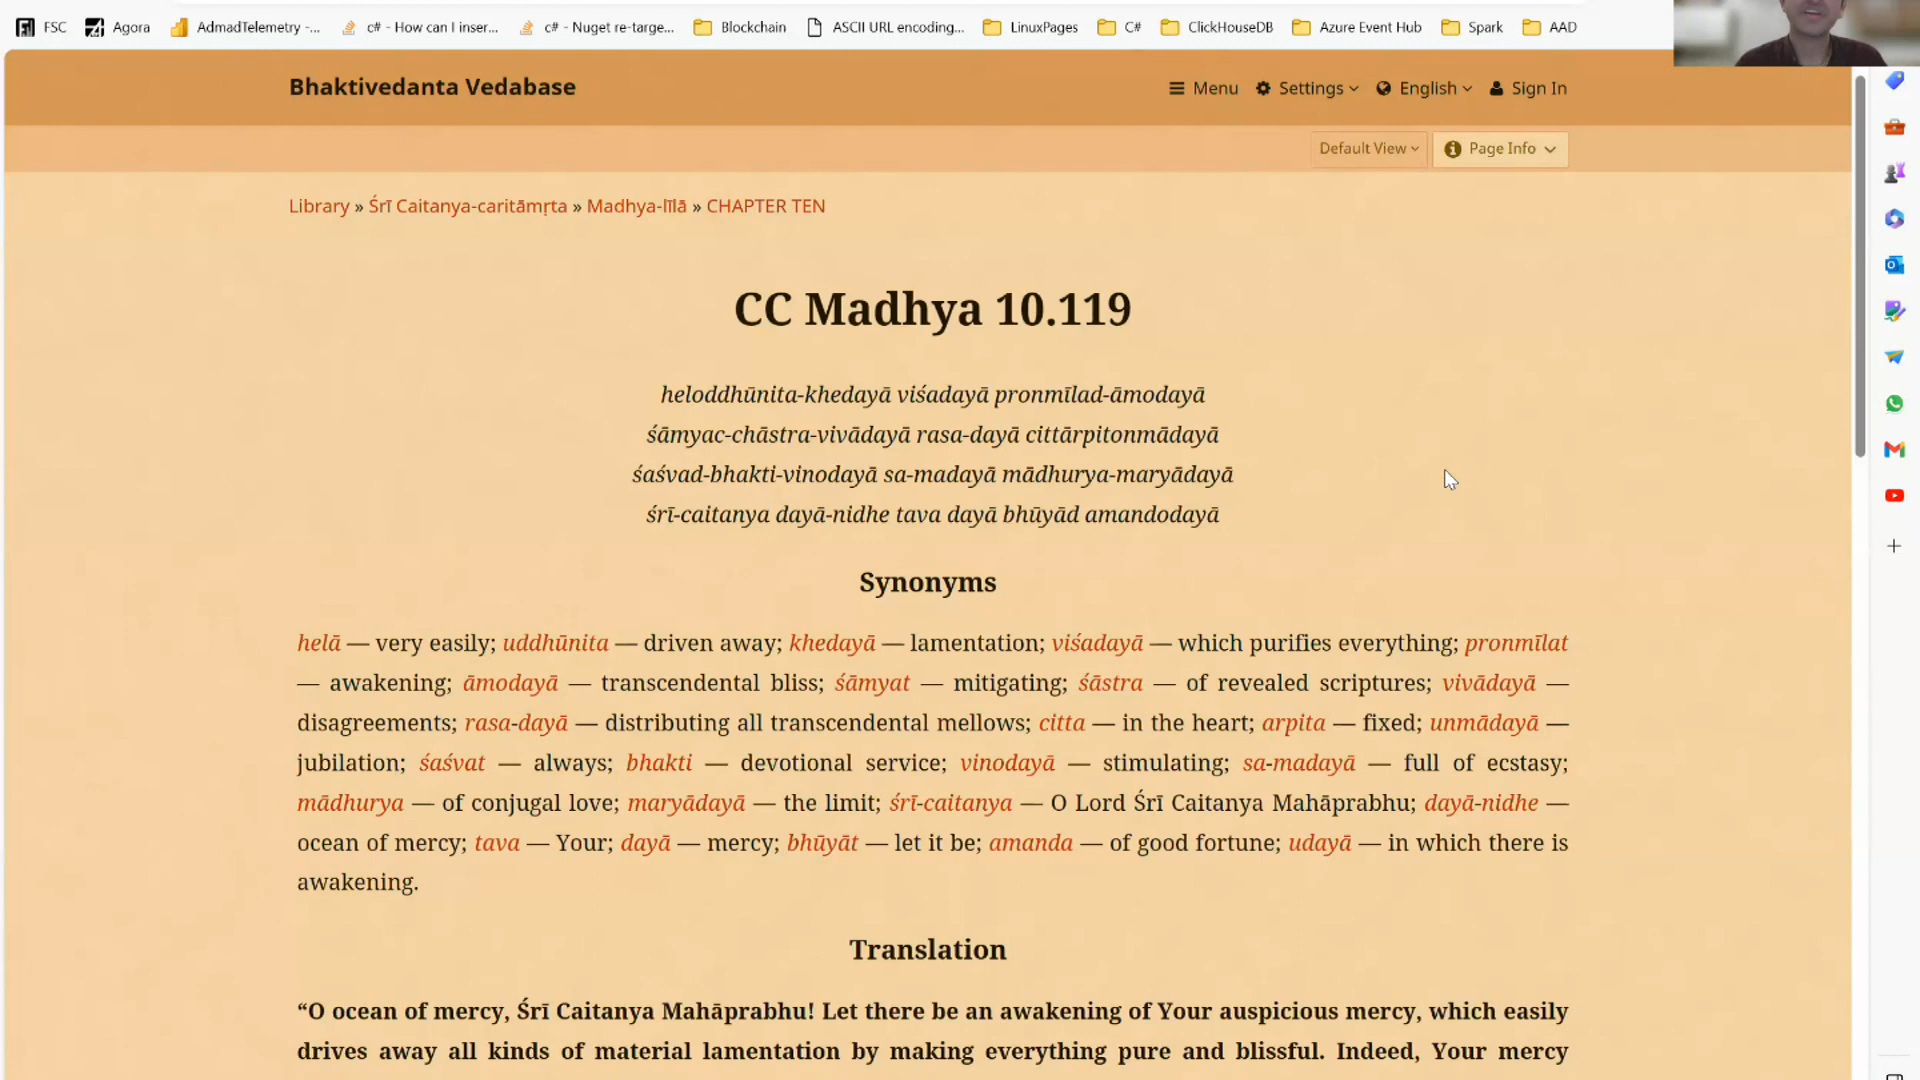 FSC Agora AdmadTelemetry -... c# - How can I inser... c# - Nuget re-targe... Blockchain ASCII URL encoding... LinuxPages C# ClickHouseDB Azure Event Hub Spark AAD
Bhaktivedanta Vedabase Menu Settings English Sign In
Default View Page Info
Library » Śrī Caitanya-caritāmṛta » Madhya-līlā » CHAPTER TEN
CC Madhya 10.119
heloddhūnita-khedayā viśadayā pronmīlad-āmodayā
śāmyac-chāstra-vivādayā rasa-dayā cittārpitonmādayā
śaśvad-bhakti-vinodayā sa-madayā mādhurya-maryādayā
śrī-caitanya dayā-nidhe tava dayā bhūyād amandodayā
Synonyms
helā — very easily; uddhūnita — driven away; khedayā — lamentation; viśadayā — which purifies everything; pronmīlat
— awakening; āmodayā — transcendental bliss; śāmyat — mitigating; śāstra — of revealed scriptures; vivādayā —
disagreements; rasa-dayā — distributing all transcendental mellows; citta — in the heart; arpita — fixed; unmādayā —
jubilation; śaśvat — always; bhakti — devotional service; vinodayā — stimulating; sa-madayā — full of ecstasy;
mādhurya — of conjugal love; maryādayā — the limit; śrī-caitanya — O Lord Śrī Caitanya Mahāprabhu; dayā-nidhe —
ocean of mercy; tava — Your; dayā — mercy; bhūyāt — let it be; amanda — of good fortune; udayā — in which there is
awakening.
Translation
“O ocean of mercy, Śrī Caitanya Mahāprabhu! Let there be an awakening of Your auspicious mercy, which easily
drives away all kinds of material lamentation by making everything pure and blissful. Indeed, Your mercy